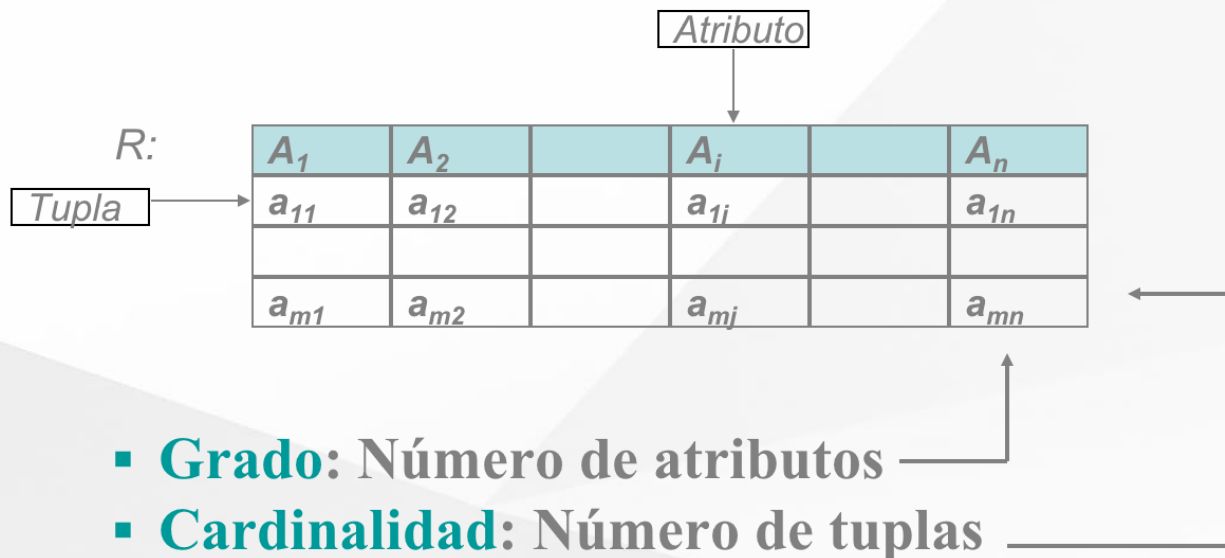 Atributo
R:
A1 A2 Ai An
Tupla
a11 a12 a1j a1n
am1 am2 amj amn
▪ Grado: Número de atributos
▪ Cardinalidad: Número de tuplas